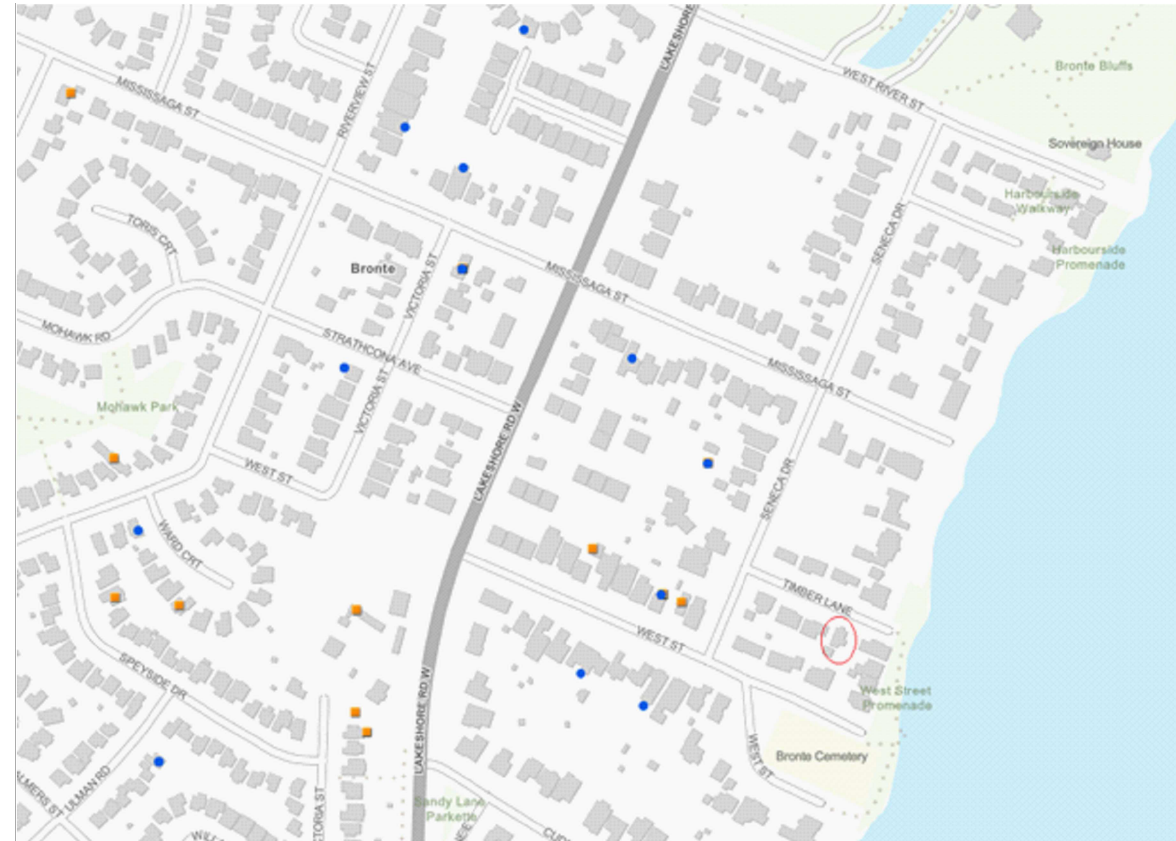 LAKESHORE
WEST RIVER ST
Bronte Bluffs
MISSISSAGA ST
RIVERVIEW ST
Sovereign House
Harbourside
Walkway
SENECA DR
TORIS CRT
VICTORIA ST
Harbourside
Promenade
Bronte
MISSISSAGA ST
MOHAWK RD
STRATHCONA AVE
MISSISSAGA ST
Mohawk Park
VICTORIA ST
LAKESHORE RD W
WEST ST
SENECA DR
WARD CRT
TIMBER LANE
WEST ST
SPEYSIDE DR
West Street
Promenade
LAKESHORE RD W
WEST ST
Bronte Cemetery
ULMAN RD
ALMERS ST
TORIA ST
Sandy Lane
Parkette